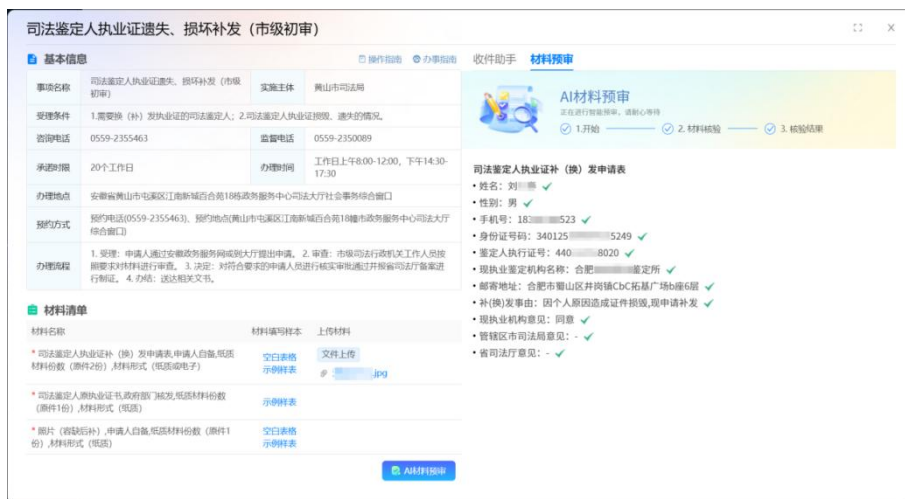 司法鉴定人执业证遗失、损坏补发（市级初审）
基本信息
操作指南 办事指南
事项名称 司法鉴定人执业证遗失、损坏补发（市级
初审） 实施主体 黄山市司法局
受理条件 1.需要换（补）发执业证的司法鉴定人；2.司法鉴定人执业证损毁、遗失的情况。
咨询电话 0559-2355463 监督电话 0559-2350089
承诺时限 20个工作日 办理时间 工作日上午8:00-12:00，下午14:30-
17:30
办理地点 安徽省黄山市屯溪区江南新城百合苑18栋政务服务中心司法大厅社会事务综合窗口
预约方式 预约电话(0559-2355463)、预约地点(黄山市屯溪区江南新城百合苑18幢市政务服务中心司法大厅
综合窗口)
办理流程 1. 受理：申请人通过安徽政务服务网或到大厅提出申请。 2. 审查：市级司法行政机关工作人员按
照要求对材料进行审查。 3. 决定：对符合要求的申请人员进行核实审批通过并报省司法厅备案进
行制证。 4. 办结：送达相关文书。
材料清单
材料名称 材料填写样本 上传材料
* 司法鉴定人执业证补（换）发申请表,申请人自备,纸质
材料份数（原件2份）,材料形式（纸质或电子）
空白表格
示例样表
文件上传
.jpg
* 司法鉴定人原执业证书,政府部门核发,纸质材料份数
（原件1份）,材料形式（纸质）
示例样表
* 照片（容缺后补）,申请人自备,纸质材料份数（原件1
份）,材料形式（纸质）
空白表格
示例样表
AI材料预审
收件助手 材料预审
AI材料预审
正在进行智能预审，请耐心等待
1.开始 2. 材料核验 3. 核验结果
司法鉴定人执业证补（换）发申请表
• 姓名：刘
• 性别：男
• 手机号：18 523
• 身份证号码：340125 5249
• 鉴定人执行证号：440 8020
• 现执业鉴定机构名称：合肥 鉴定所
• 邮寄地址：合肥市蜀山区井岗镇CbC拓基广场b座6层
• 补(换)发事由：因个人原因造成证件损毁,现申请补发
• 现执业机构意见：同意
• 管辖区市司法局意见：-
• 省司法厅意见：-